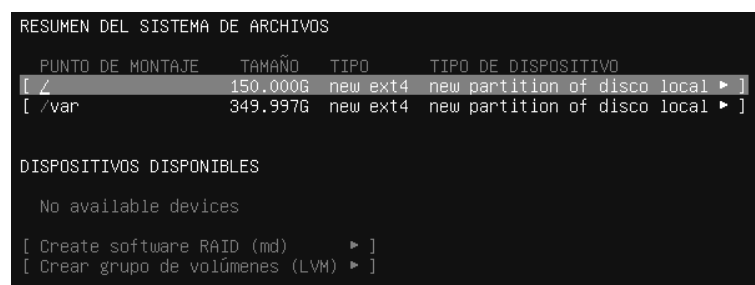 RESUMEN DEL SISTEMA DE ARCHIVOS
PUNTO DE MONTAJE TAMAÑO TIPO TIPO DE DISPOSITIVO
[ / 150.000G new ext4 new partition of disco local ▸ ]
[ /var 349.997G new ext4 new partition of disco local ▸ ]
DISPOSITIVOS DISPONIBLES
No available devices
[ Create software RAID (md) ▸ ]
[ Crear grupo de volúmenes (LVM) ▸ ]